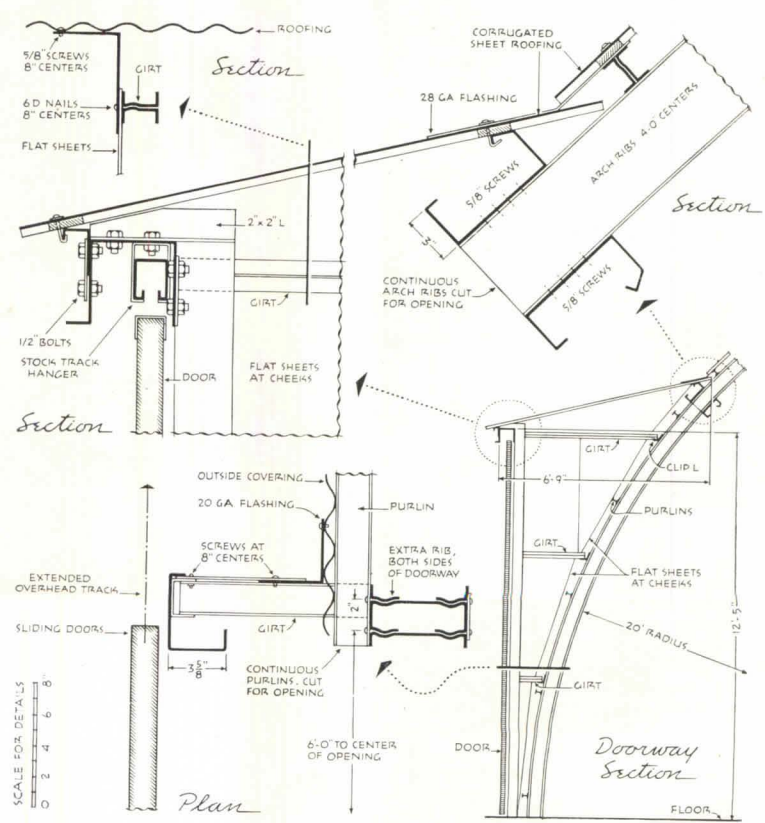 ROOFING
5/8" SCREWS
8" CENTERS
GIRT
Section
6D NAILS
8" CENTERS
FLAT SHEETS
CORRUGATED
SHEET ROOFING
28 GA FLASHING
ARCH RIBS 4'-0" CENTERS
5/8" SCREWS
3"
Section
CONTINUOUS
ARCH RIBS CUT
FOR OPENING
5/8" SCREWS
2" x 2" L
GIRT
1/2" BOLTS
STOCK TRACK
HANGER
DOOR
FLAT SHEETS
AT CHEEKS
Section
OUTSIDE COVERING
20 GA. FLASHING
PURLIN
SCREWS AT
8" CENTERS
EXTRA RIB,
BOTH SIDES
OF DOORWAY
EXTENDED
OVERHEAD TRACK
2"
SLIDING DOORS
GIRT
3 5/8"
CONTINUOUS
PURLINS. CUT
FOR OPENING
6'-0" TO CENTER
OF OPENING
SCALE FOR DETAILS
0 2 4 6 8"
Plan
GIRT
CLIP L
6'-9"
PURLINS
GIRT
FLAT SHEETS
AT CHEEKS
20' RADIUS
12'-5"
GIRT
DOOR
Doorway
Section
FLOOR